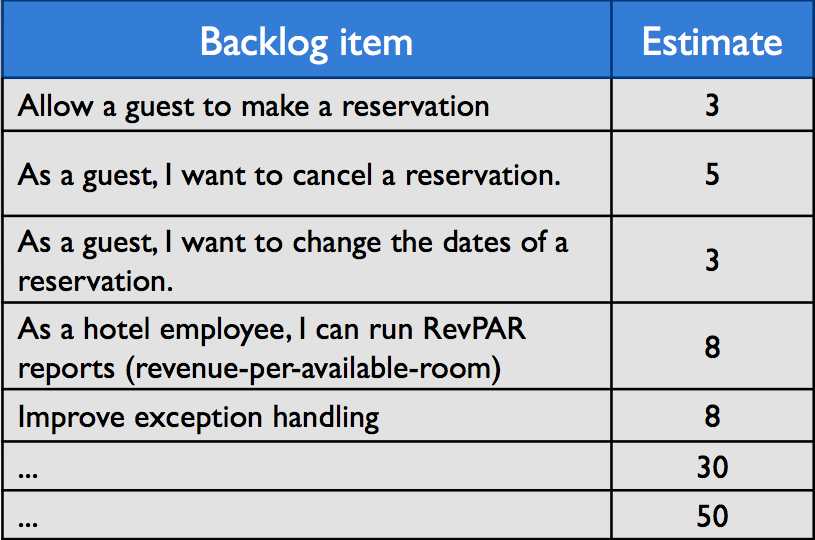 Backlog item Estimate
Allow a guest to make a reservation 3
As a guest, I want to cancel a reservation. 5
As a guest, I want to change the dates of a
reservation. 3
As a hotel employee, I can run RevPAR
reports (revenue-per-available-room) 8
Improve exception handling 8
... 30
... 50